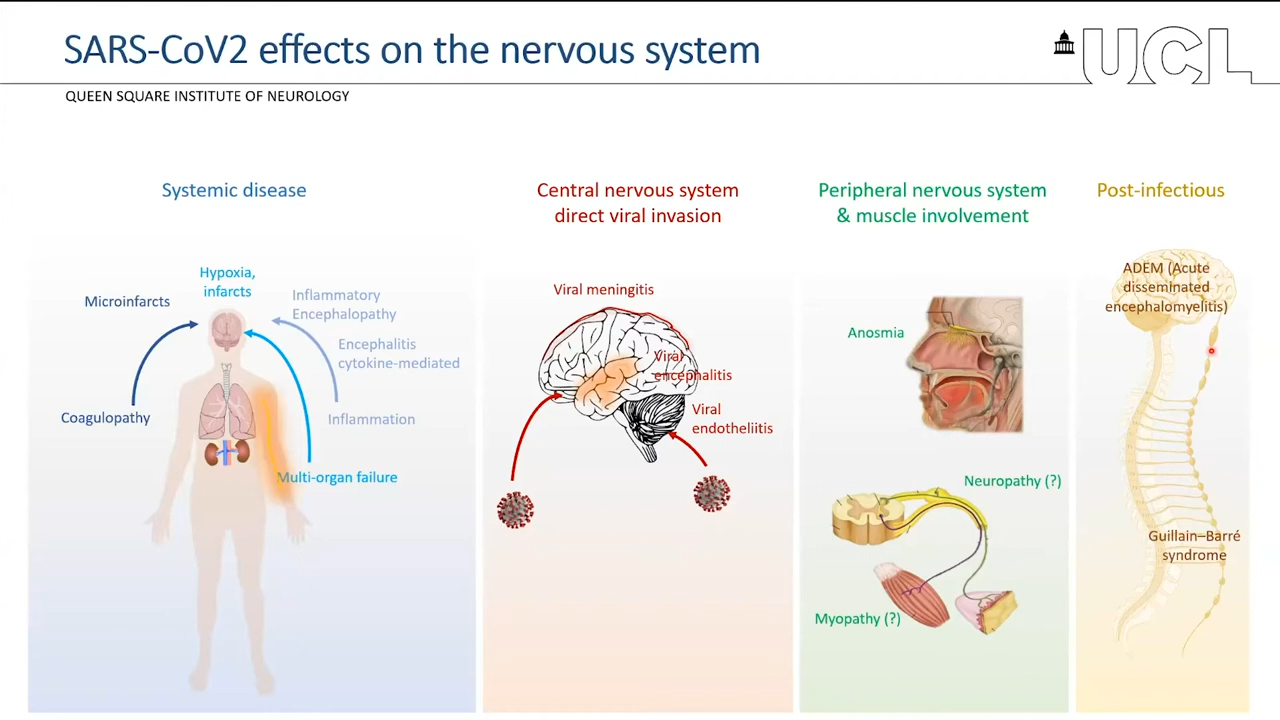 SARS-CoV2 effects on the nervous system
UCL
QUEEN SQUARE INSTITUTE OF NEUROLOGY
Systemic disease
Hypoxia,
infarcts
Microinfarcts
Inflammatory
Encephalopathy
Encephalitis
cytokine-mediated
Coagulopathy
Inflammation
Multi-organ failure
Central nervous system
direct viral invasion
Viral meningitis
Viral
encephalitis
Viral
endotheliitis
Peripheral nervous system
& muscle involvement
Anosmia
Neuropathy (?)
Myopathy (?)
Post-infectious
ADEM (Acute
disseminated
encephalomyelitis)
Guillain–Barré
syndrome